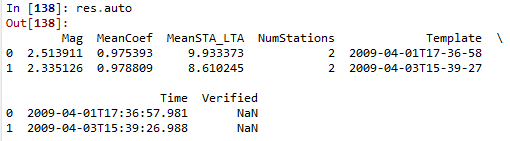 In [138]: res.auto
Out[138]:
Mag MeanCoef MeanSTA_LTA NumStations Template \
0 2.513911 0.975393 9.933373 2 2009-04-01T17-36-58
1 2.335126 0.978809 8.610245 2 2009-04-03T15-39-27
Time Verified
0 2009-04-01T17:36:57.981 NaN
1 2009-04-03T15:39:26.988 NaN